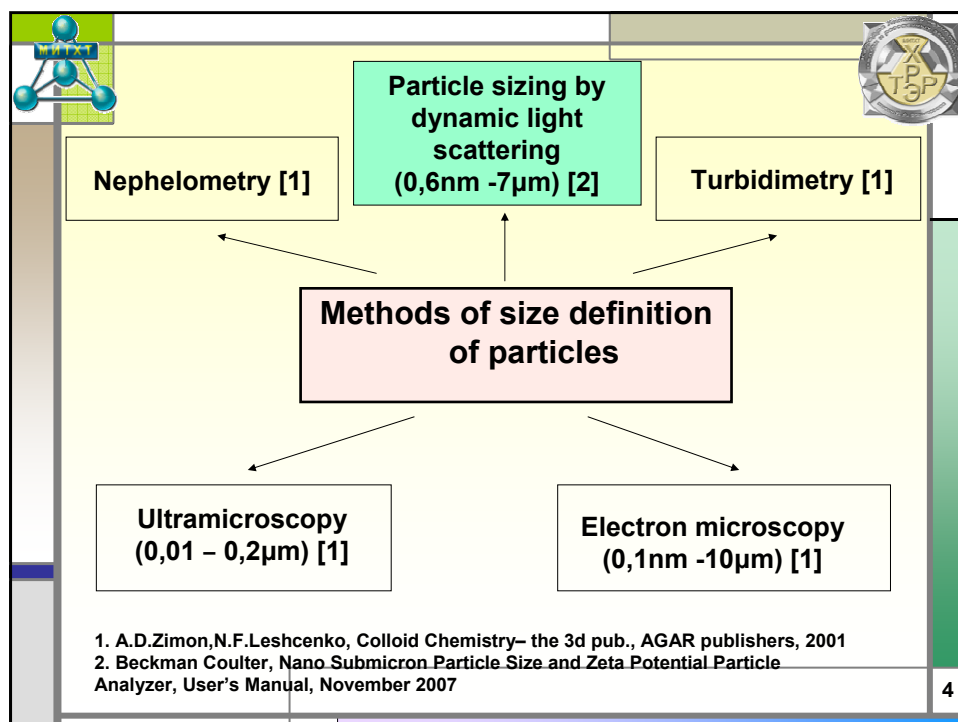 МИТХТ
МИТХТ
Х
Р
Т Р
Э
Particle sizing by
dynamic light
scattering
(0,6nm -7µm) [2]
Nephelometry [1]
Turbidimetry [1]
Methods of size definition
of particles
Ultramicroscopy
(0,01 – 0,2µm) [1]
Electron microscopy
(0,1nm -10µm) [1]
1. A.D.Zimon,N.F.Leshcenko, Colloid Chemistry– the 3d pub., AGAR publishers, 2001
2. Beckman Coulter, Nano Submicron Particle Size and Zeta Potential Particle
Analyzer, User’s Manual, November 2007
4